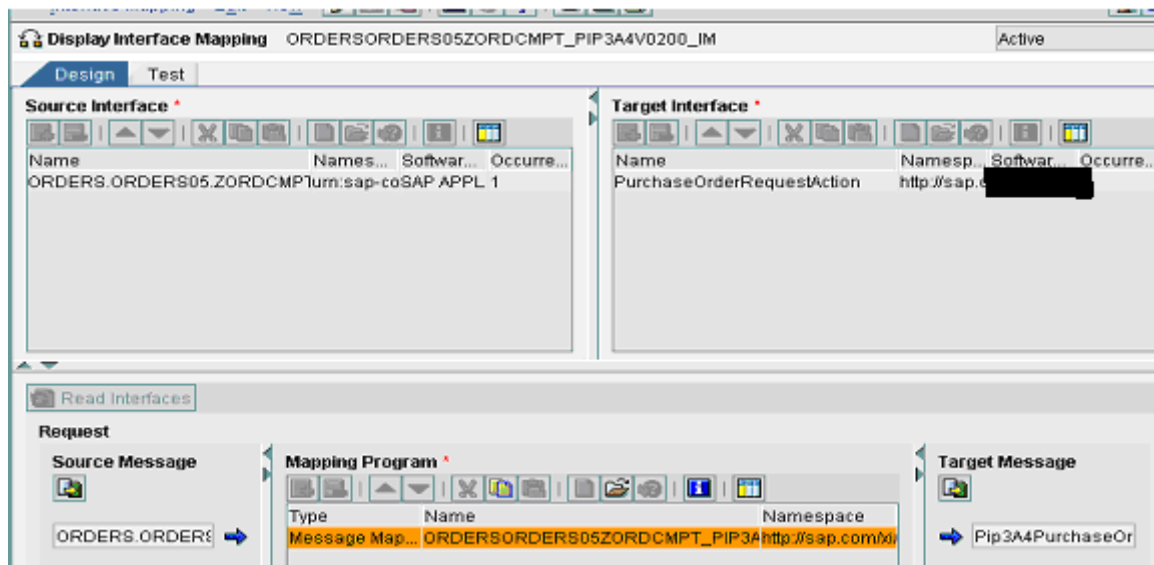 Display Interface Mapping ORDERSORDERS05ZORDCMPT_PIP3A4V0200_IM Active
Design Test
Source Interface *
Name Names... Softwar... Occurre...
ORDERS.ORDERS05.ZORDCMP urn:sap-co SAP APPL 1
Target Interface *
Name Namesp... Softwar... Occurre...
PurchaseOrderRequestAction http://sap.
Read Interfaces
Request
Source Message
ORDERS.ORDERS
Mapping Program *
Type Name Namespace
Message Map... ORDERSORDERS05ZORDCMPT_PIP3A http://sap.com/xi/
Target Message
Pip3A4PurchaseOr